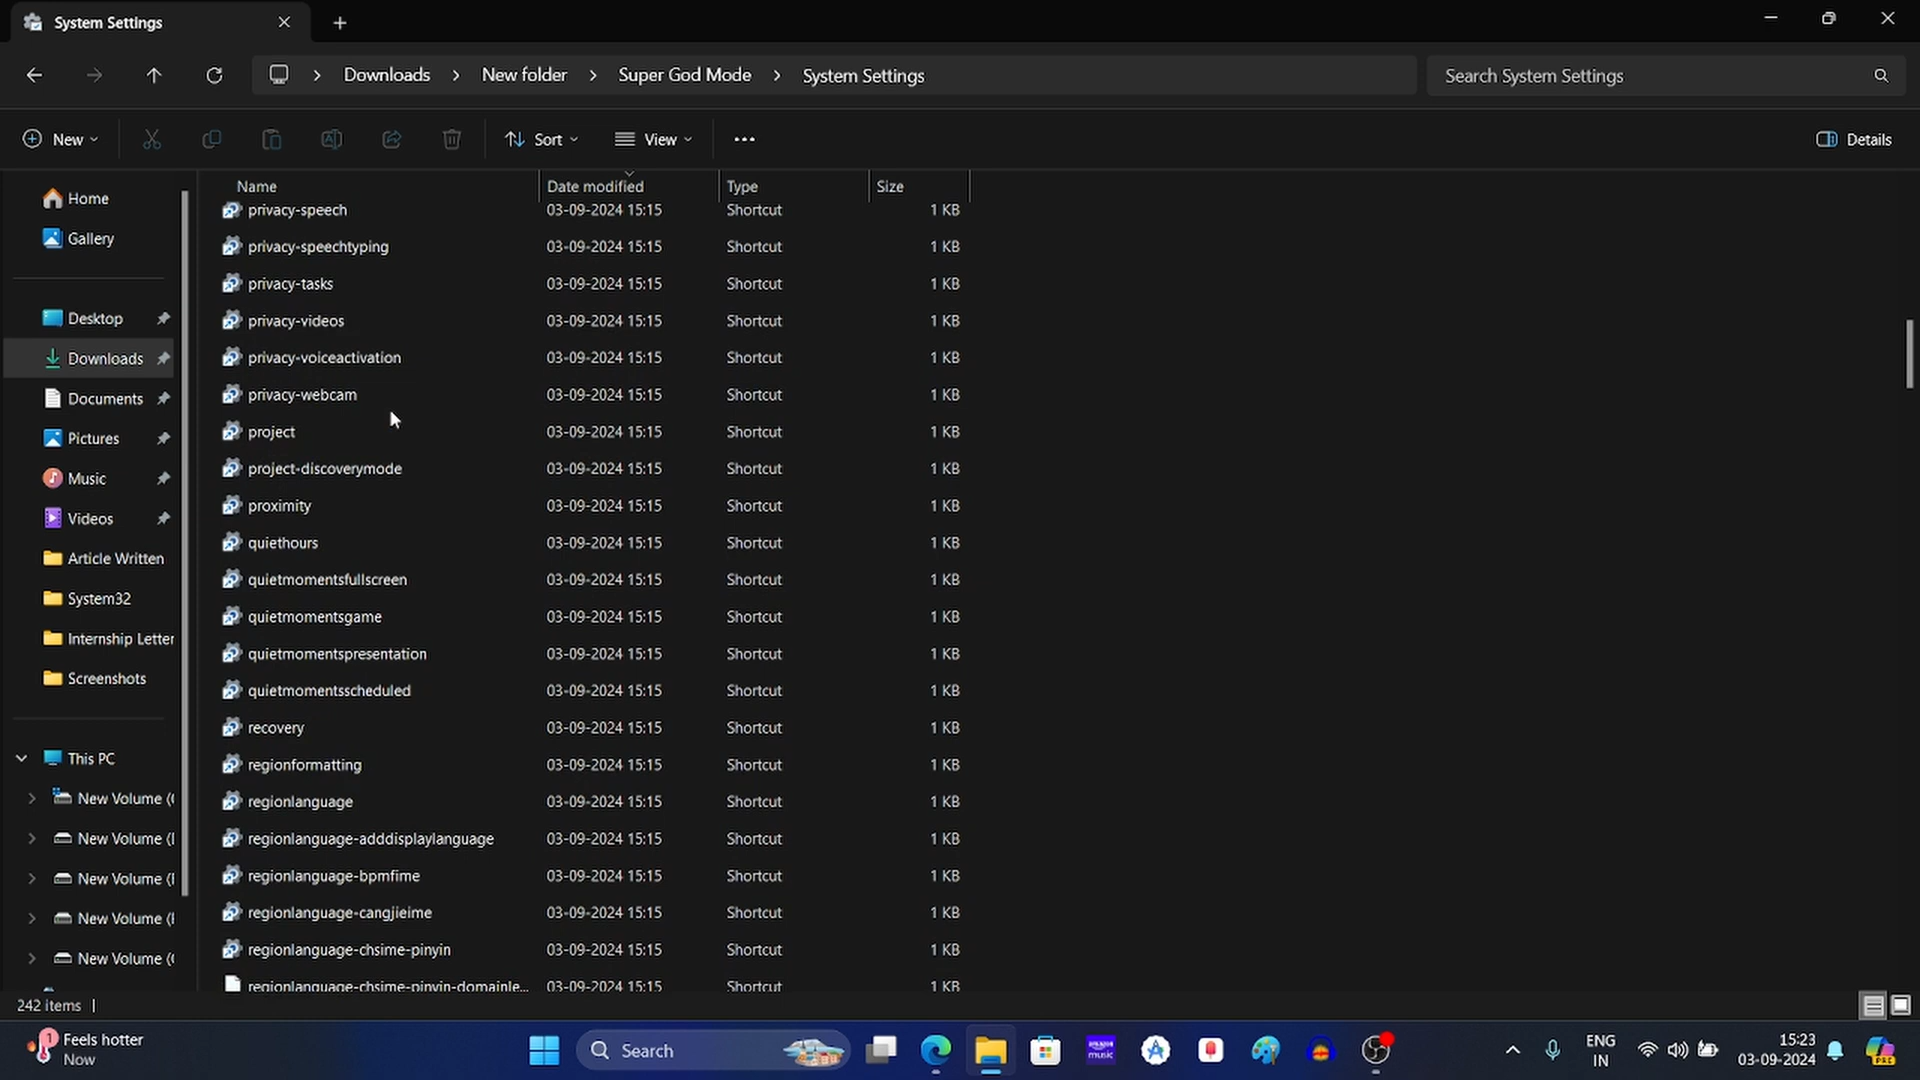 System Settings
Downloads > New folder > Super God Mode > System Settings
Search System Settings
New
Sort
View
Details
Name Date modified Type Size
privacy-speech 03-09-2024 15:15 Shortcut 1 KB
privacy-speechtyping 03-09-2024 15:15 Shortcut 1 KB
privacy-tasks 03-09-2024 15:15 Shortcut 1 KB
privacy-videos 03-09-2024 15:15 Shortcut 1 KB
privacy-voiceactivation 03-09-2024 15:15 Shortcut 1 KB
privacy-webcam 03-09-2024 15:15 Shortcut 1 KB
project 03-09-2024 15:15 Shortcut 1 KB
project-discoverymode 03-09-2024 15:15 Shortcut 1 KB
proximity 03-09-2024 15:15 Shortcut 1 KB
quiethours 03-09-2024 15:15 Shortcut 1 KB
quietmomentsfullscreen 03-09-2024 15:15 Shortcut 1 KB
quietmomentsgame 03-09-2024 15:15 Shortcut 1 KB
quietmomentspresentation 03-09-2024 15:15 Shortcut 1 KB
quietmomentsscheduled 03-09-2024 15:15 Shortcut 1 KB
recovery 03-09-2024 15:15 Shortcut 1 KB
regionformatting 03-09-2024 15:15 Shortcut 1 KB
regionlanguage 03-09-2024 15:15 Shortcut 1 KB
regionlanguage-adddisplaylanguage 03-09-2024 15:15 Shortcut 1 KB
regionlanguage-bpmfime 03-09-2024 15:15 Shortcut 1 KB
regionlanguage-cangjieime 03-09-2024 15:15 Shortcut 1 KB
regionlanguage-chsime-pinyin 03-09-2024 15:15 Shortcut 1 KB
regionlanguage-chsime-pinyin-domainle... 03-09-2024 15:15 Shortcut 1 KB
Home
Gallery
Desktop
Downloads
Documents
Pictures
Music
Videos
Article Written
System32
Internship Letter
Screenshots
This PC
New Volume (
New Volume (
New Volume (
New Volume (
New Volume (
242 items
1
Feels hotter
Now
Search
amazon music
ENG
IN
15:23
03-09-2024
PRE